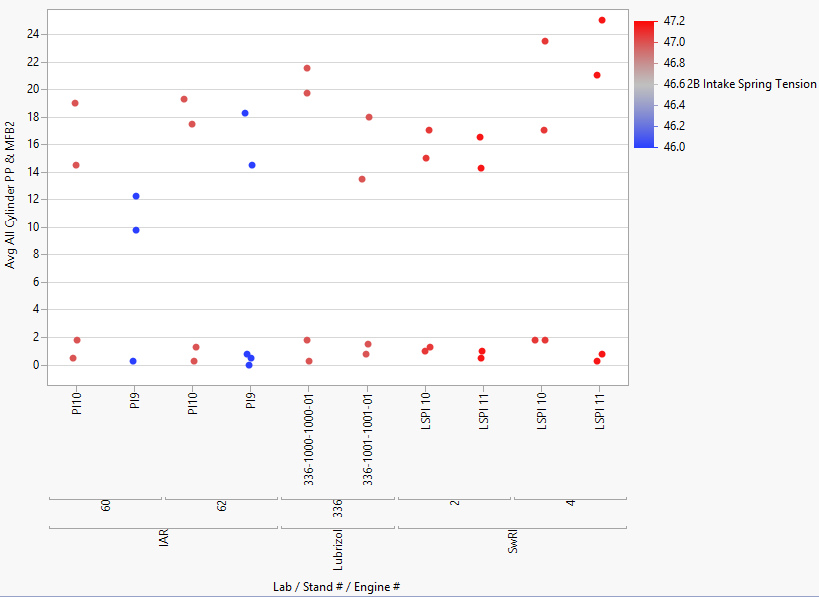 Avg All Cylinder PP & MFB2
24
22
20
18
16
14
12
10
8
6
4
2
0
47.2
47.0
46.8
46.6
46.4
46.2
46.0
2B Intake Spring Tension
PI10
PI9
PI10
PI9
336-1000-1000-01
336-1001-1001-01
LSPI 10
LSPI 11
LSPI 10
LSPI 11
60
62
336
2
4
IAR
Lubrizol
SwRI
Lab / Stand # / Engine #